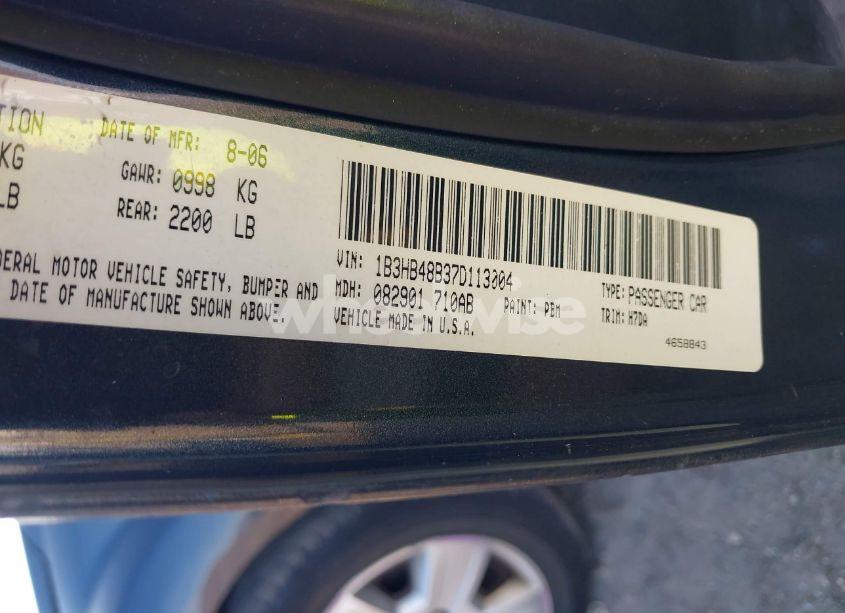 TION DATE OF MFR: 8-06
KG GAWR: 0998 KG
LB REAR: 2200 LB
DERAL MOTOR VEHICLE SAFETY, BUMPER AND
DATE OF MANUFACTURE SHOWN ABOVE.
VIN: 1B3HB48B37D113004
MDH: 082901 710AB PAINT: PBM
VEHICLE MADE IN U.S.A.
TYPE: PASSENGER CAR
TRIM: H7DA
4658843
wheelwise